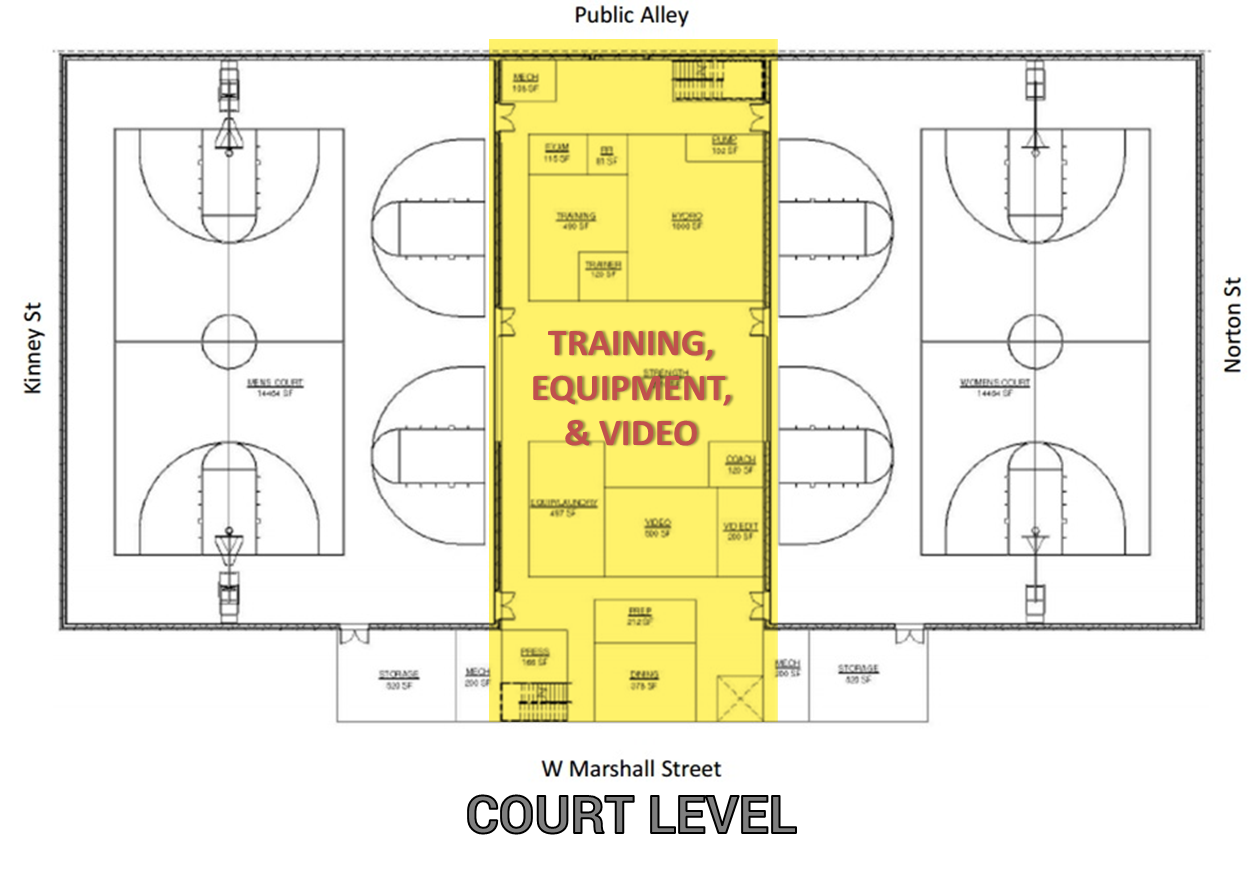 Public Alley
MECH
105 SF
EXAM
115 SF
RR
81 SF
PUMP
102 SF
TRAINING
490 SF
HYDRO
1000 SF
TRAINER
120 SF
Kinney St
Norton St
TRAINING,
EQUIPMENT,
& VIDEO
STRENGTH
MENS COURT
14464 SF
WOMENS COURT
14464 SF
COACH
120 SF
EQUIP/LAUNDRY
497 SF
VIDEO
600 SF
VID EDIT
200 SF
PREP
212 SF
PRESS
166 SF
DINING
378 SF
STORAGE
520 SF
MECH
200 SF
MECH
200 SF
STORAGE
520 SF
W Marshall Street
COURT LEVEL